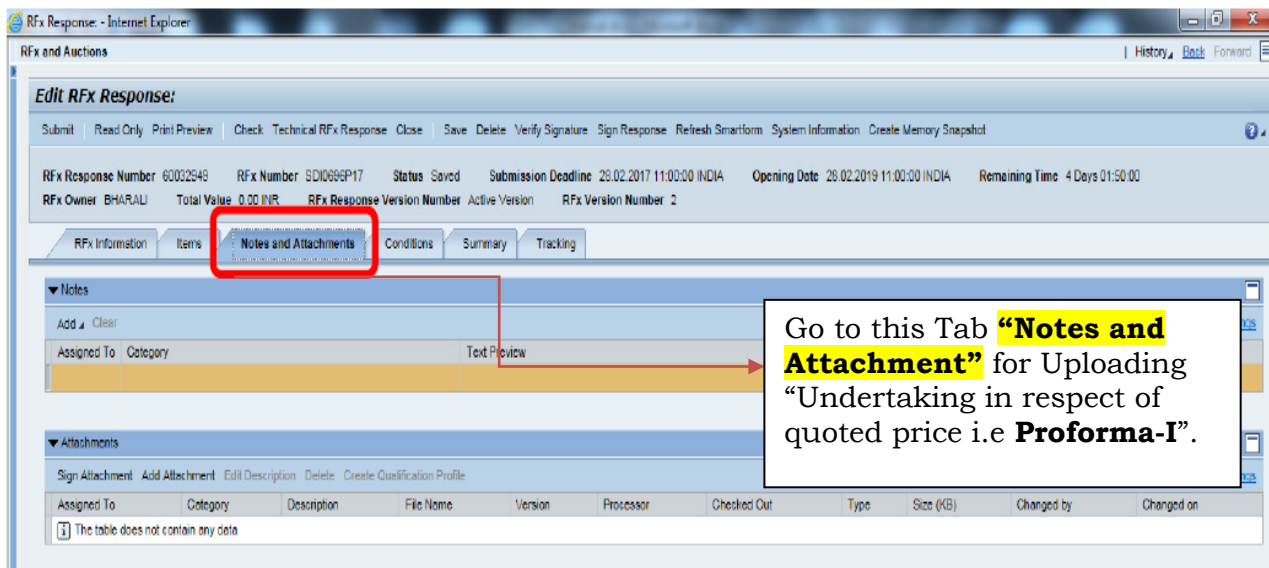 RFx Response: - Internet Explorer
RFx and Auctions | History Back Forward
Edit RFx Response:
Submit Read Only Print Preview Check Technical RFx Response Close Save Delete Verify Signature Sign Response Refresh Smartform System Information Create Memory Snapshot
RFx Response Number 60032949 RFx Number SDI0696P17 Status Saved Submission Deadline 28.02.2017 11:00:00 INDIA Opening Date 28.02.2019 11:00:00 INDIA Remaining Time 4 Days 01:50:00
RFx Owner BHARALI Total Value 0.00 INR RFx Response Version Number Active Version RFx Version Number 2
RFx Information Items Notes and Attachments Conditions Summary Tracking
Notes
Add Clear
Assigned To Category Text Preview
Go to this Tab “Notes and
Attachment” for Uploading
“Undertaking in respect of
quoted price i.e Proforma-I”.
Attachments
Sign Attachment Add Attachment Edit Description Delete Create Qualification Profile
Assigned To Category Description File Name Version Processor Checked Out Type Size (KB) Changed by Changed on
The table does not contain any data